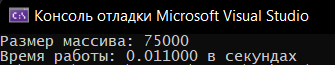 Консоль отладки Microsoft Visual Studio
Размер массива: 75000
Время работы: 0.011000 в секундах